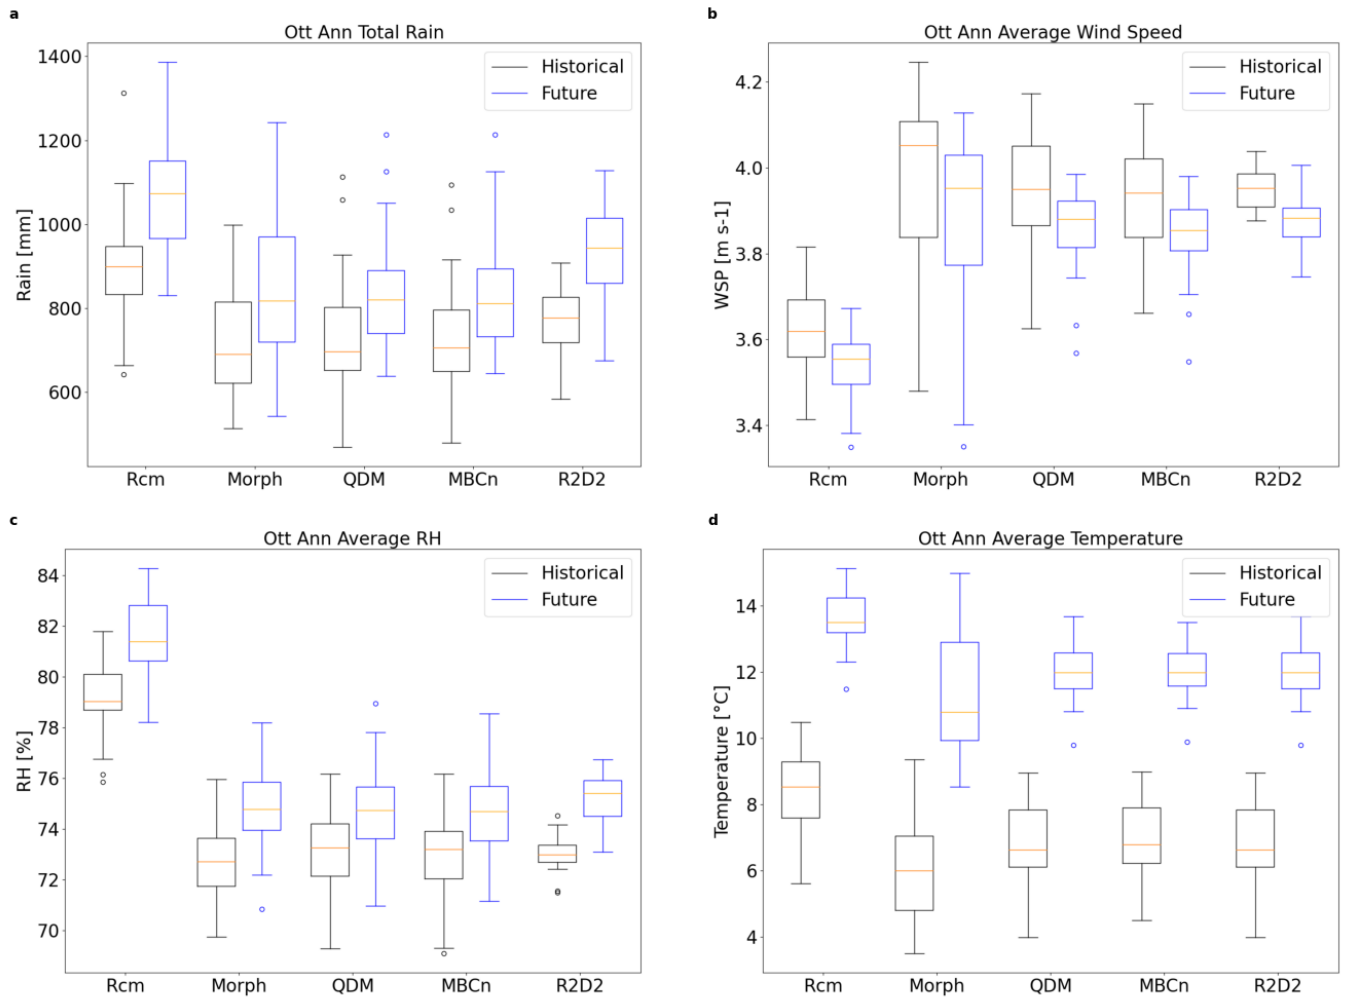 a
Ott Ann Total Rain
Historical
Future
Rain [mm]
1400
1200
1000
800
600
Rcm Morph QDM MBCn R2D2
b
Ott Ann Average Wind Speed
Historical
Future
WSP [m s-1]
4.2
4.0
3.8
3.6
3.4
Rcm Morph QDM MBCn R2D2
c
Ott Ann Average RH
Historical
Future
RH [%]
84
82
80
78
76
74
72
70
Rcm Morph QDM MBCn R2D2
d
Ott Ann Average Temperature
Historical
Future
Temperature [°C]
14
12
10
8
6
4
Rcm Morph QDM MBCn R2D2